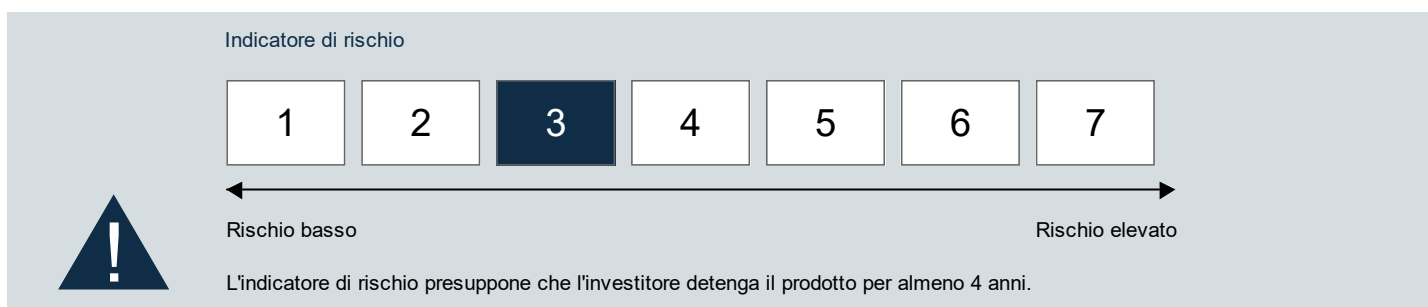 Indicatore di rischio
1 2 3 4 5 6 7
Rischio basso Rischio elevato
!
L'indicatore di rischio presuppone che l'investitore detenga il prodotto per almeno 4 anni.